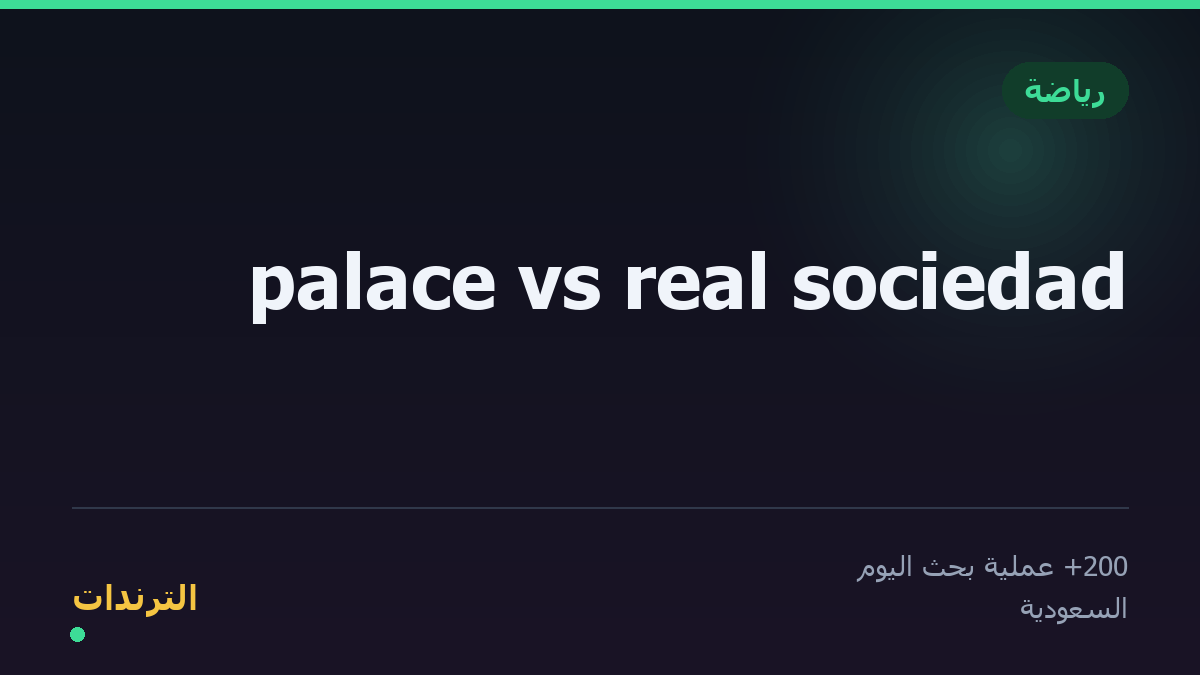 رياضة
palace vs real sociedad
200+ عملية بحث اليوم
السعودية
الترندات